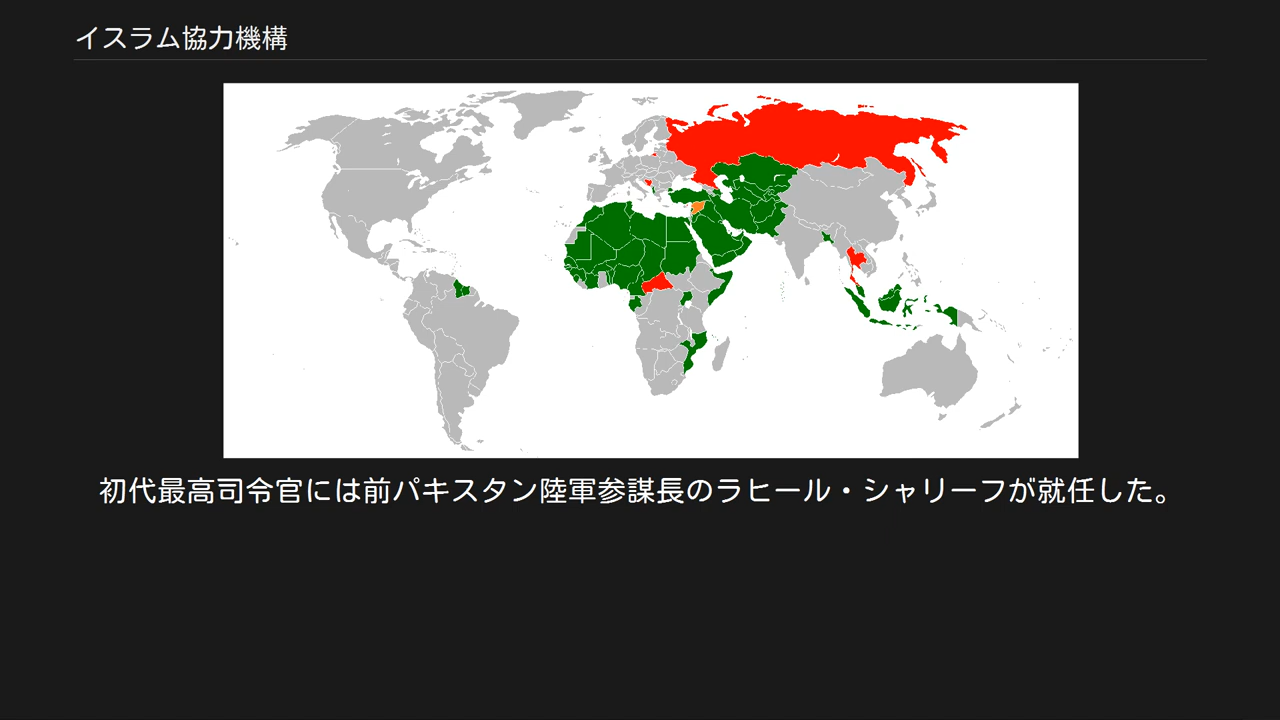 イスラム協力機構
初代最高司令官には前パキスタン陸軍参謀長のラヒール・シャリーフが就任した。